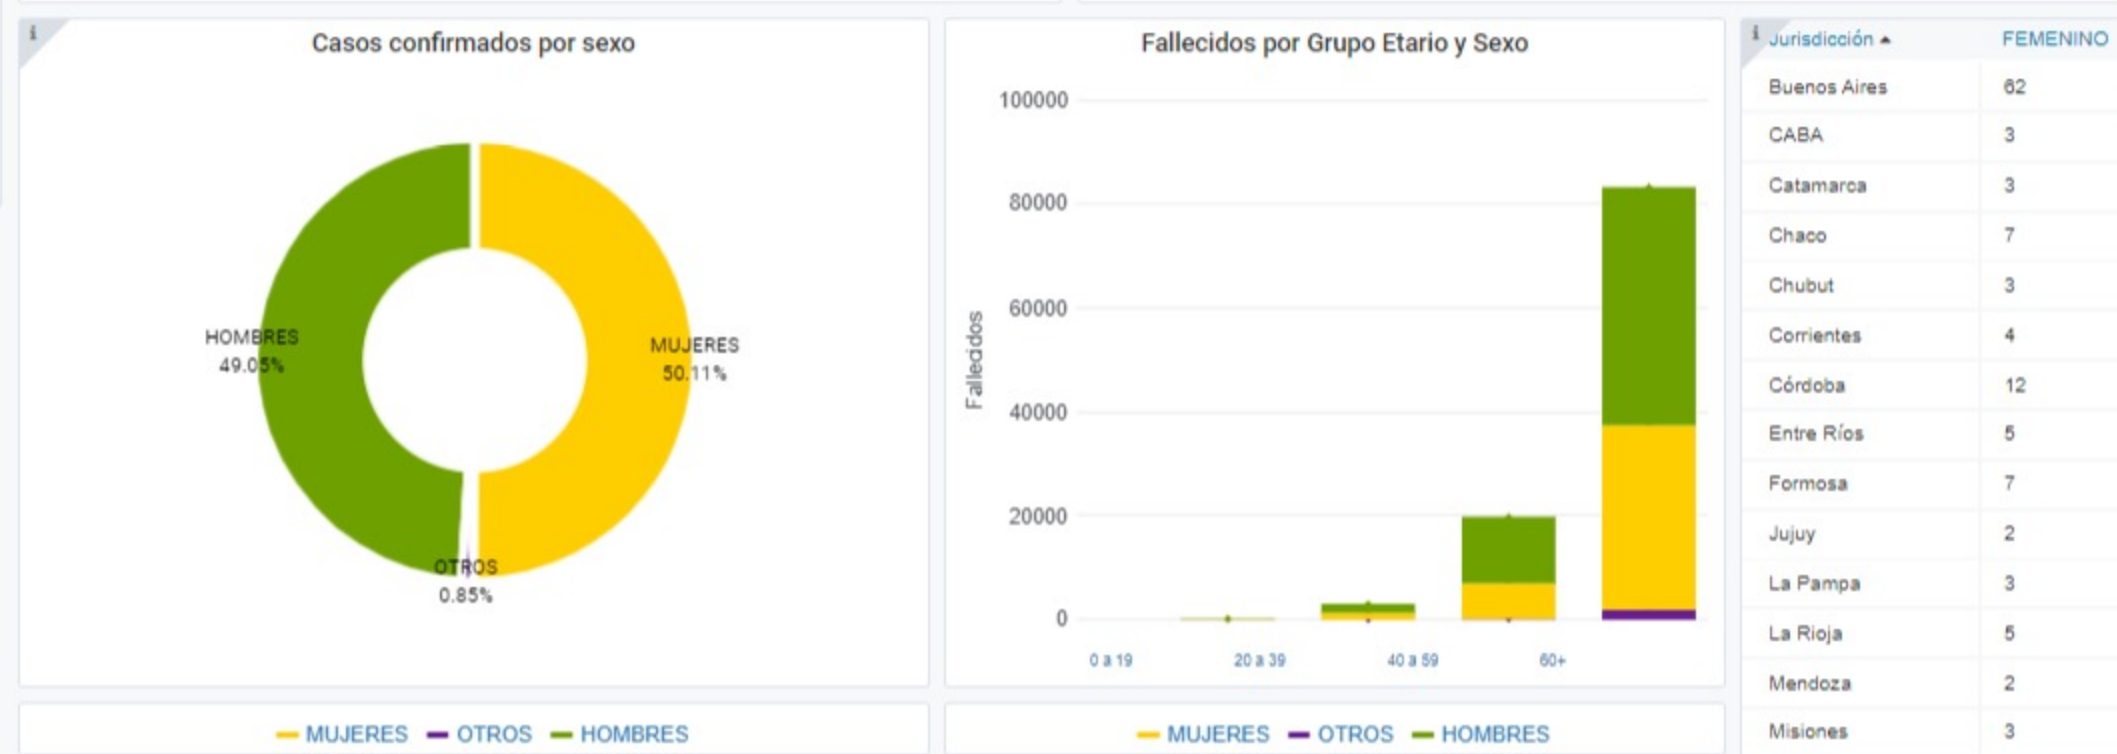 Casos confirmados por sexo
HOMBRES
49.05%
MUJERES
50.11%
OTROS
0.85%
MUJERES OTROS HOMBRES
Fallecidos por Grupo Etario y Sexo
Fallecidos
100000
80000
60000
40000
20000
0
0 a 19 20 a 39 40 a 59 60+
MUJERES OTROS HOMBRES
Jurisdicción FEMENINO
Buenos Aires 62
CABA 3
Catamarca 3
Chaco 7
Chubut 3
Corrientes 4
Córdoba 12
Entre Ríos 5
Formosa 7
Jujuy 2
La Pampa 3
La Rioja 5
Mendoza 2
Misiones 3